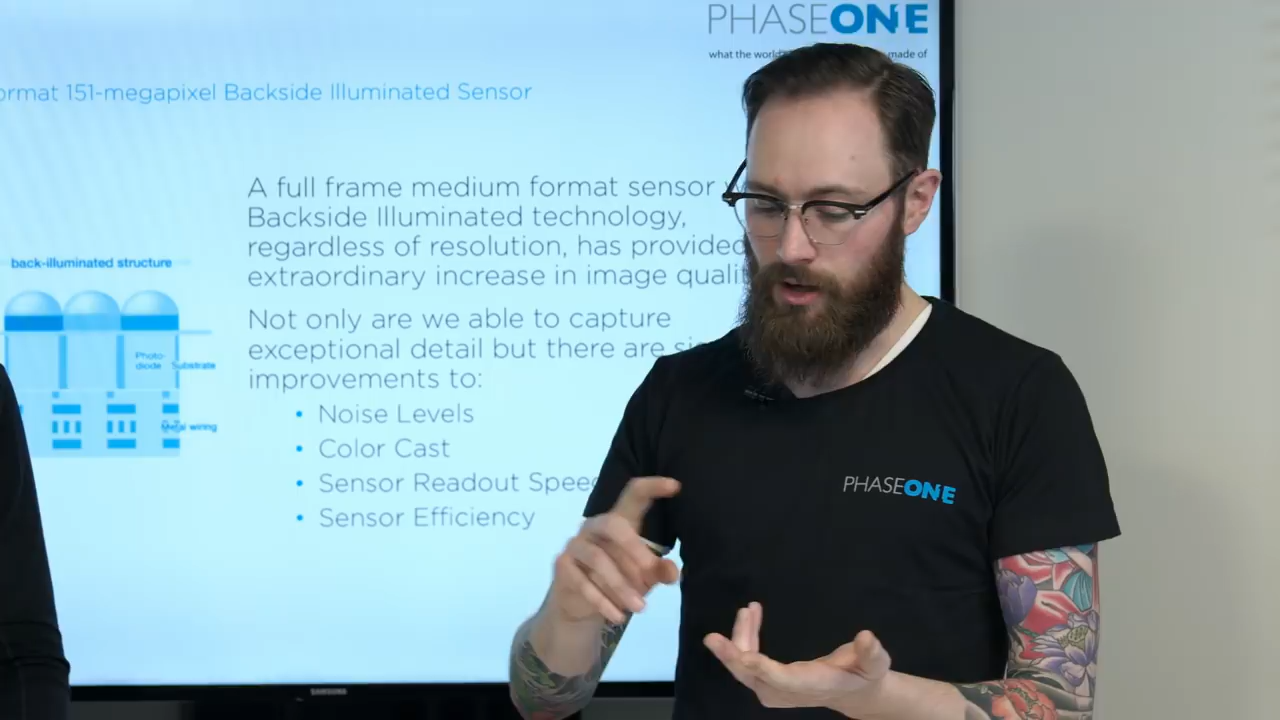 PHASEONE
what the world made of
ormat 151-megapixel Backside Illuminated Sensor
A full frame medium format sensor
Backside Illuminated technology,
regardless of resolution, has provided
extraordinary increase in image quali
back-illuminated structure
Photo-
diode
Substrate
Metal wiring
Not only are we able to capture
exceptional detail but there are
improvements to:
• Noise Levels
• Color Cast
• Sensor Readout Spee
• Sensor Efficiency
PHASEONE
SAMSUNG